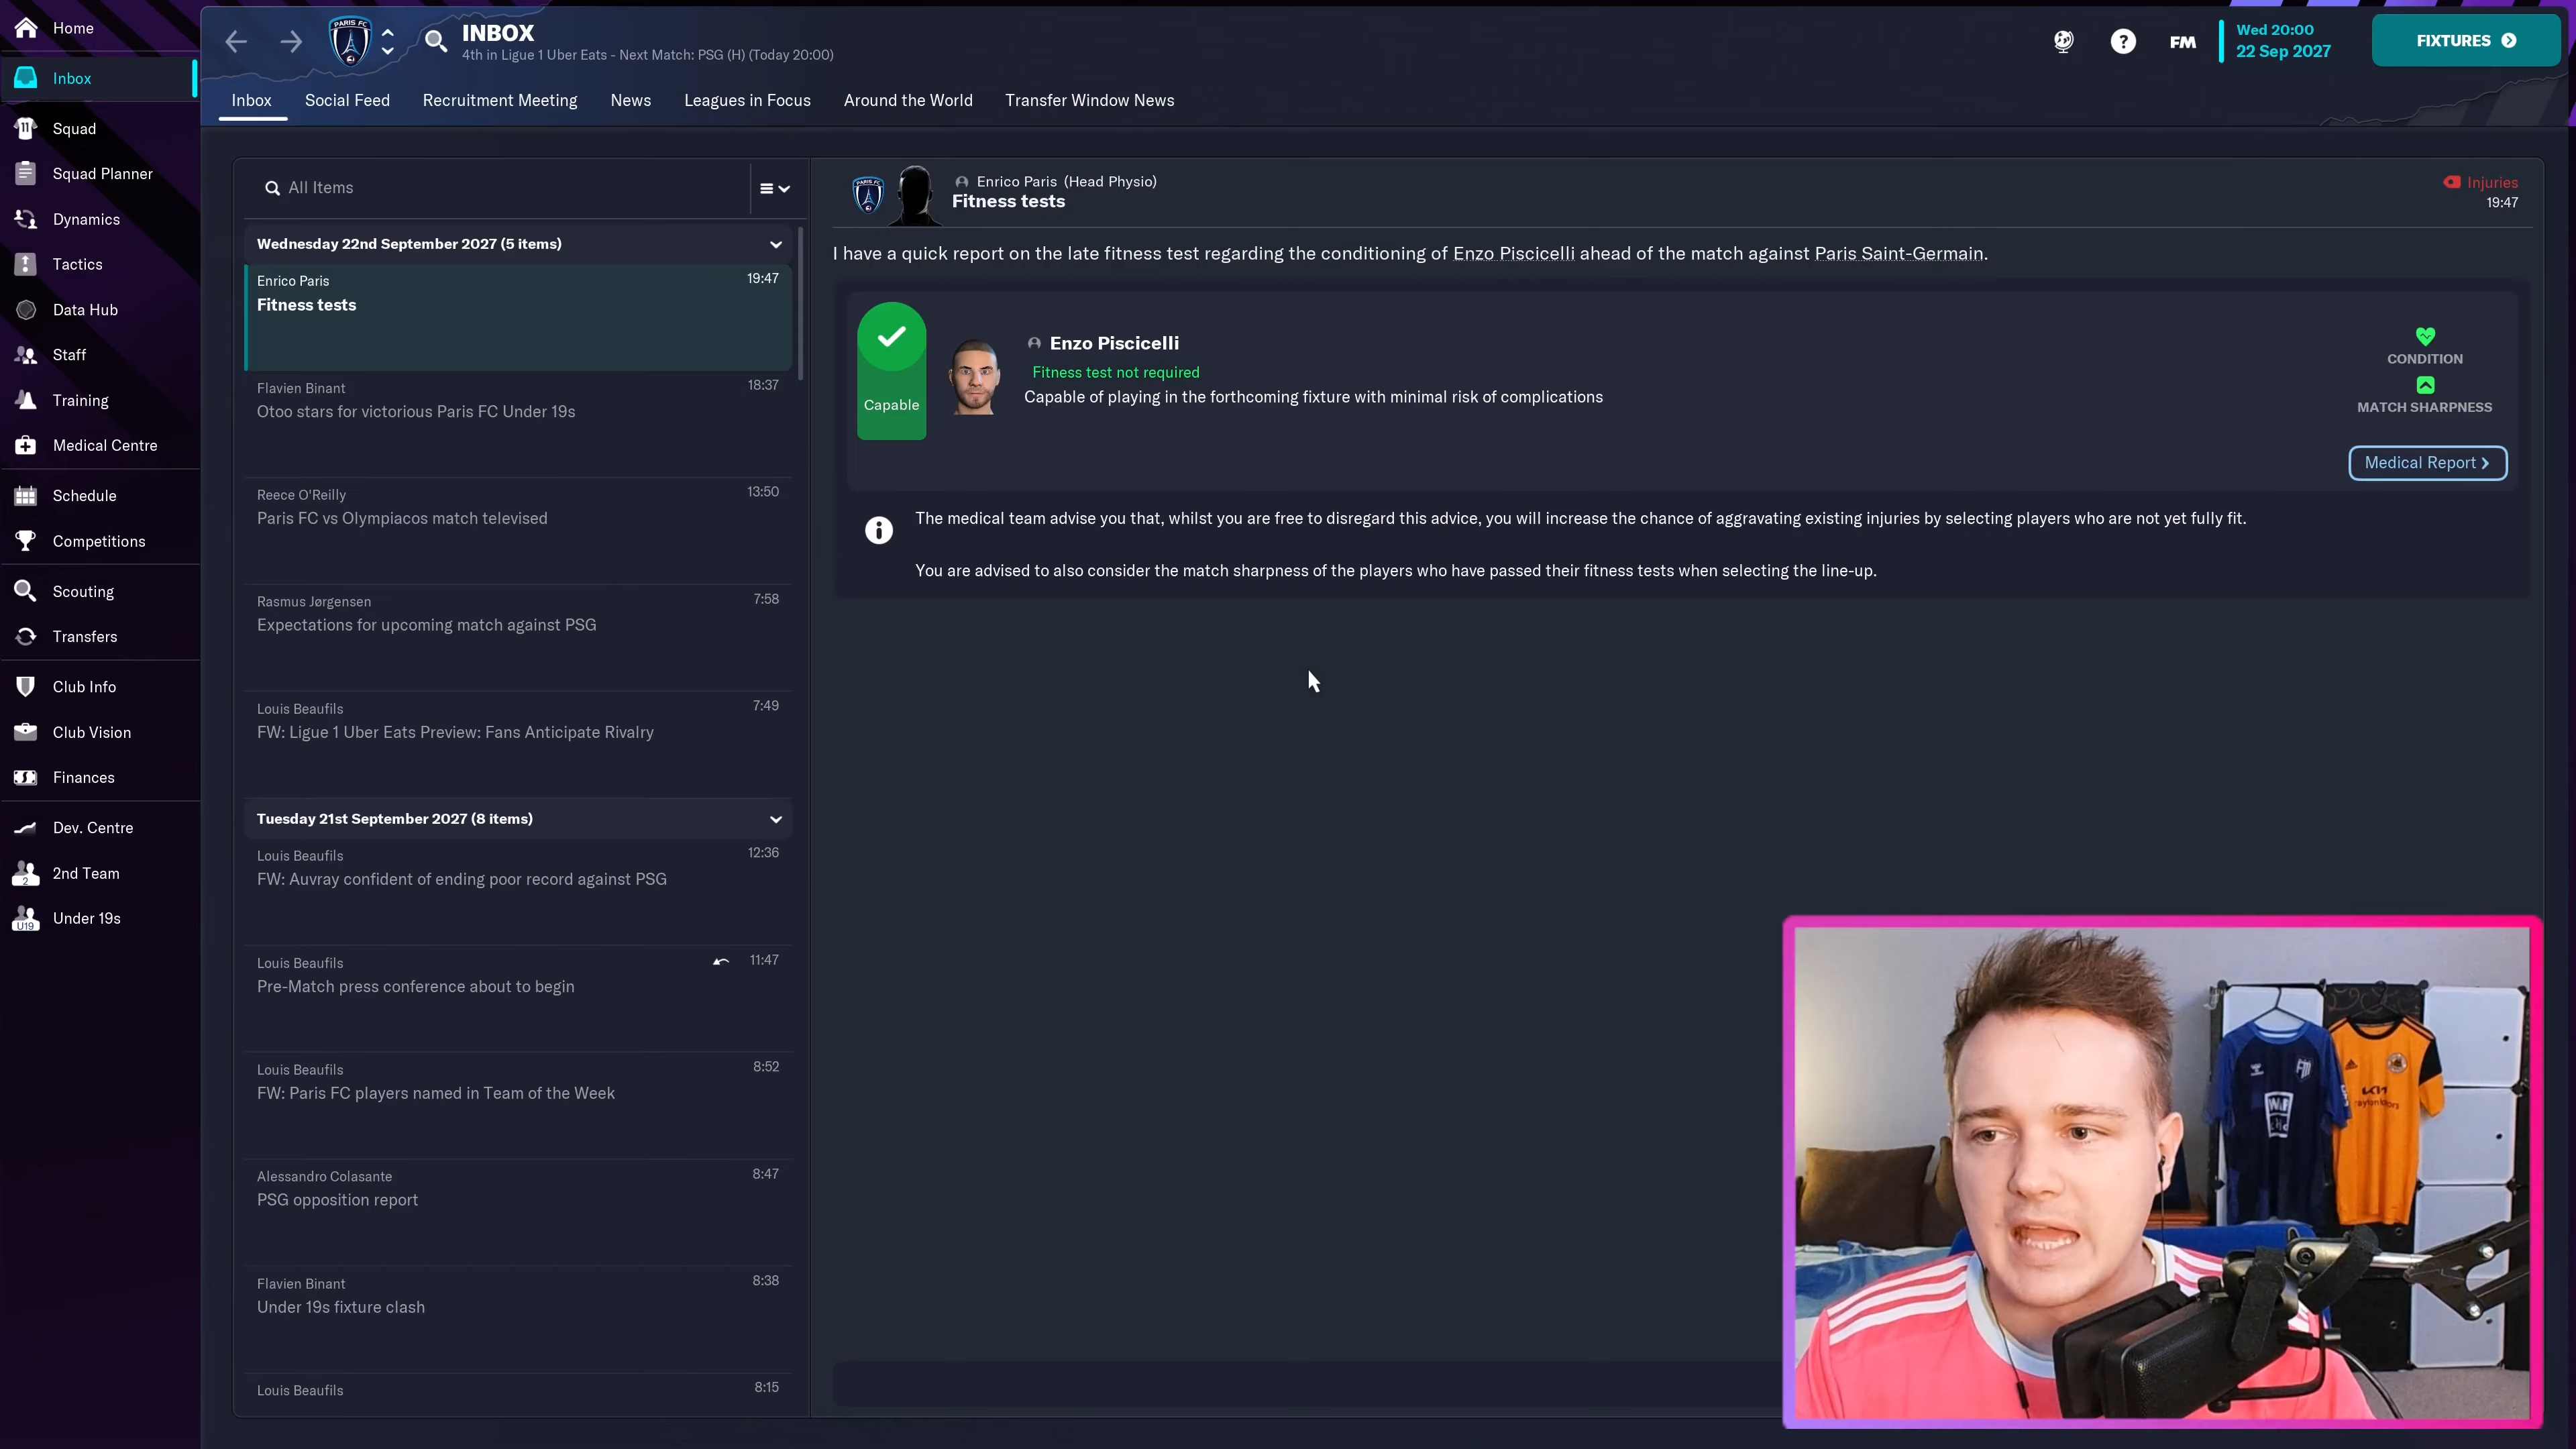 Home
Inbox
Squad
Squad Planner
Dynamics
Tactics
Data Hub
Staff
Training
Medical Centre
Schedule
Competitions
Scouting
Transfers
Club Info
Club Vision
Finances
Dev. Centre
2
2nd Team
U19
Under 19s
PARIS FC
INBOX
4th in Ligue 1 Uber Eats - Next Match: PSG (H) (Today 20:00)
FM
Wed 20:00
22 Sep 2027
FIXTURES
Inbox
Social Feed
Recruitment Meeting
News
Leagues in Focus
Around the World
Transfer Window News
All Items
Wednesday 22nd September 2027 (5 items)
Enrico Paris 19:47
Fitness tests
Flavien Binant 18:37
Otoo stars for victorious Paris FC Under 19s
Reece O'Reilly 13:50
Paris FC vs Olympiacos match televised
Rasmus Jørgensen 7:58
Expectations for upcoming match against PSG
Louis Beaufils 7:49
FW: Ligue 1 Uber Eats Preview: Fans Anticipate Rivalry
Tuesday 21st September 2027 (8 items)
Louis Beaufils 12:36
FW: Auvray confident of ending poor record against PSG
Louis Beaufils 11:47
Pre-Match press conference about to begin
Louis Beaufils 8:52
FW: Paris FC players named in Team of the Week
Alessandro Colasante 8:47
PSG opposition report
Flavien Binant 8:38
Under 19s fixture clash
Louis Beaufils 8:15
PARIS FC
Enrico Paris (Head Physio)
Fitness tests
Injuries
19:47
I have a quick report on the late fitness test regarding the conditioning of Enzo Piscicelli ahead of the match against Paris Saint-Germain.
Capable
Enzo Piscicelli
Fitness test not required
Capable of playing in the forthcoming fixture with minimal risk of complications
CONDITION
MATCH SHARPNESS
Medical Report
The medical team advise you that, whilst you are free to disregard this advice, you will increase the chance of aggravating existing injuries by selecting players who are not yet fully fit.
You are advised to also consider the match sharpness of the players who have passed their fitness tests when selecting the line-up.